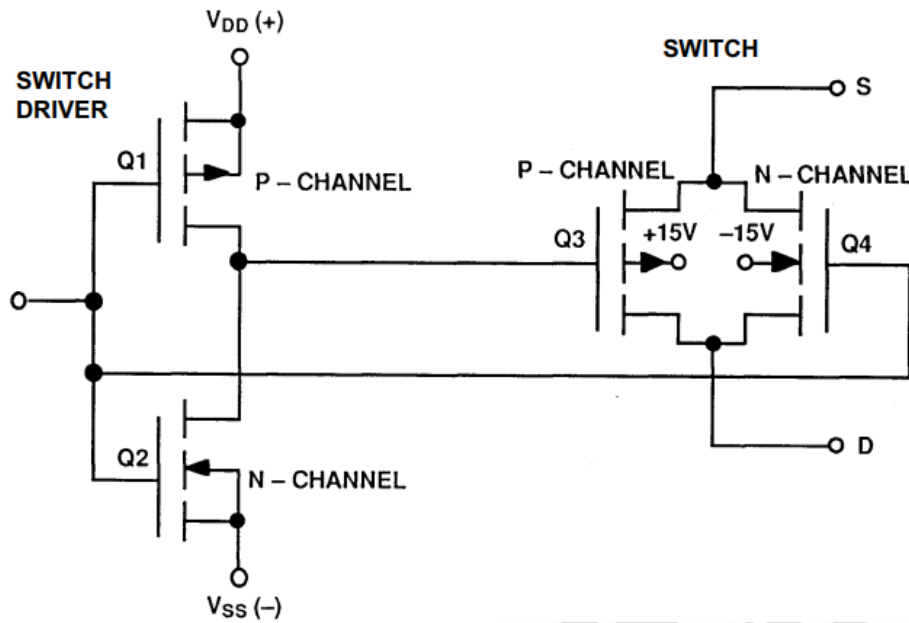 V_DD (+)
SWITCH
DRIVER
SWITCH
S
Q1
P – CHANNEL
P – CHANNEL
N – CHANNEL
Q3
+15V
–15V
Q4
Q2
N – CHANNEL
D
V_SS (–)